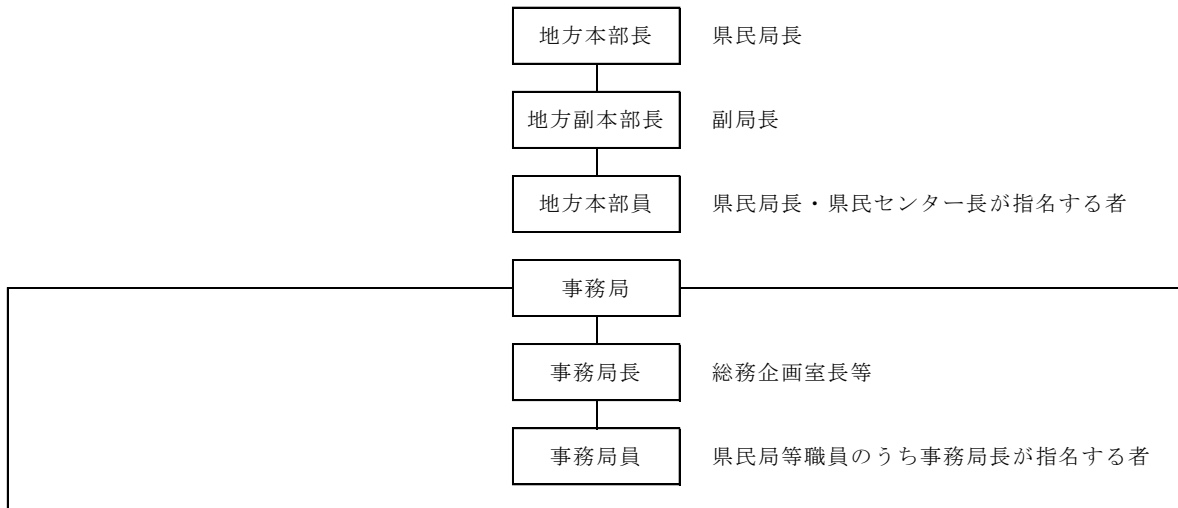 地方本部長 県民局長
地方副本部長 副局長
地方本部員 県民局長・県民センター長が指名する者
事務局
事務局長 総務企画室長等
事務局員 県民局等職員のうち事務局長が指名する者